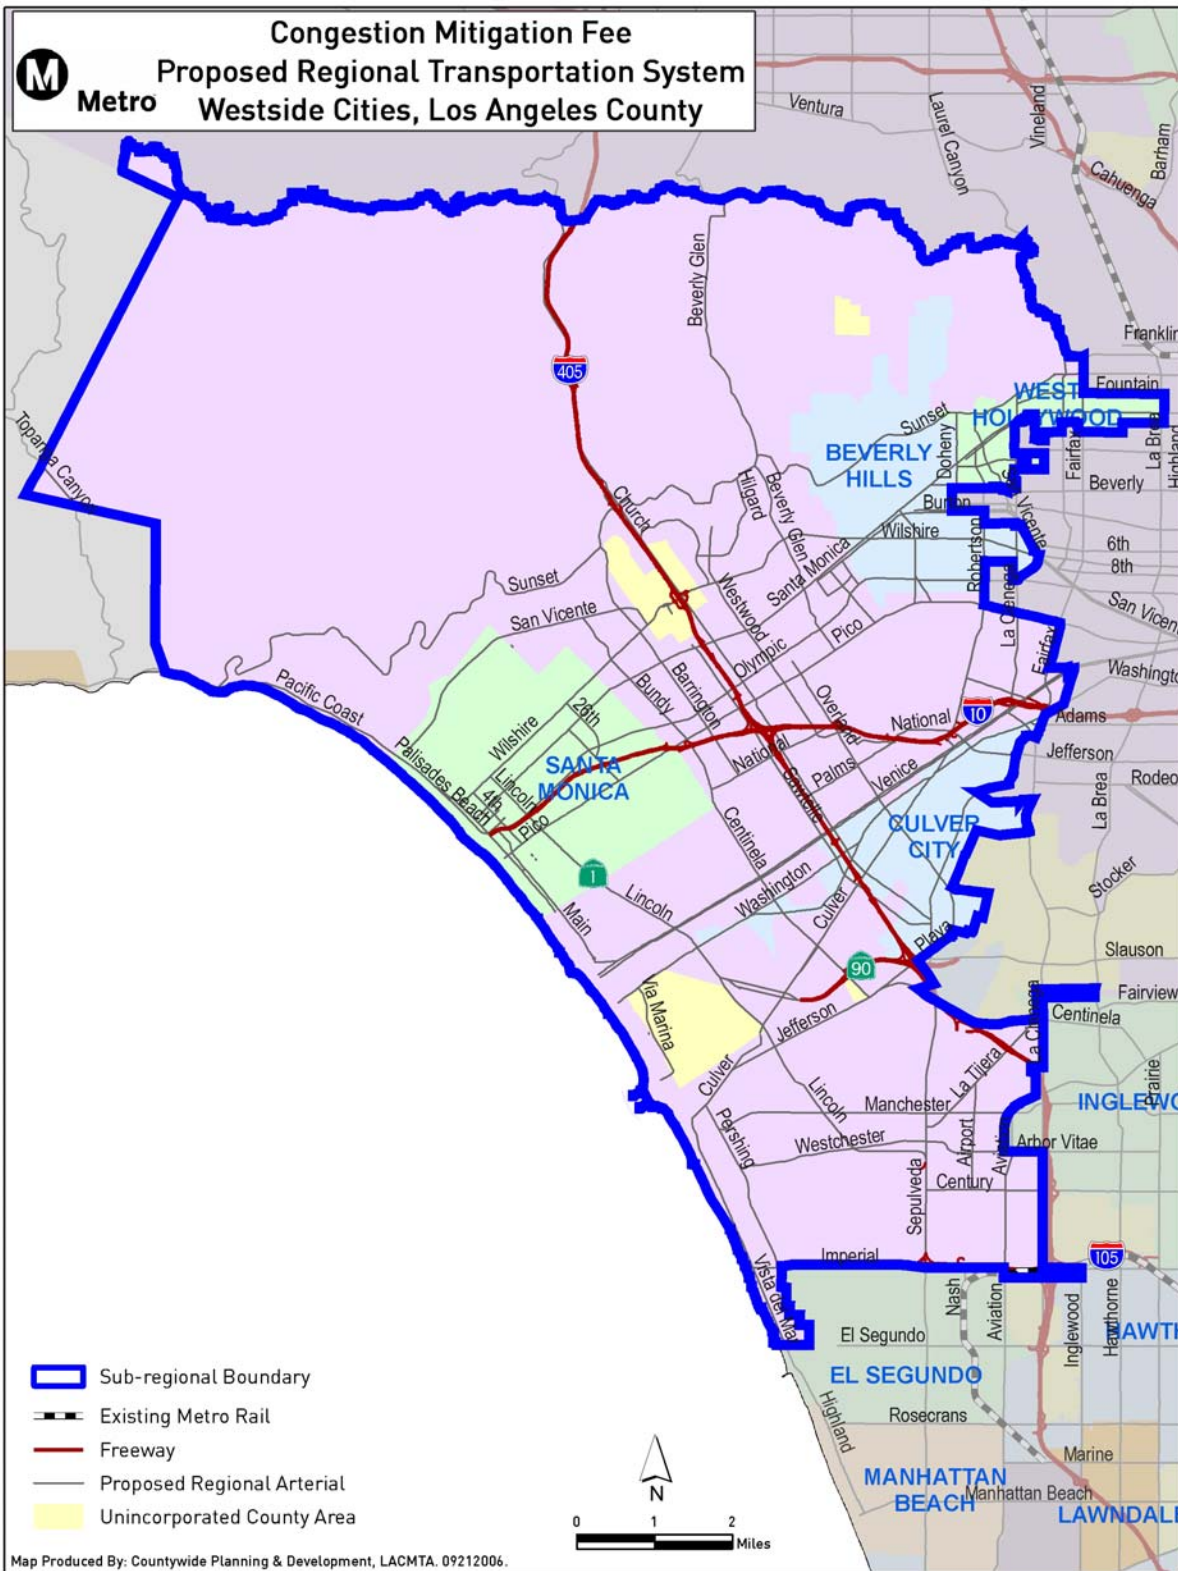 Congestion Mitigation Fee
Proposed Regional Transportation System
Westside Cities, Los Angeles County
M
Metro
Ventura
Laurel Canyon
Vineland
Barham
Cahuenga
Beverly Glen
Franklin
405
WEST
HOLLYWOOD
Fountain
Sunset
Doheny
Fairfax
La Brea
Highland
BEVERLY
HILLS
Topanga Canyon
Church
Hilgard
Beverly Glen
Beverly
Burton
Wilshire
Vicente
Robertson
6th
8th
Santa Monica
Sunset
San Vicente
Westwood
La Cienega
San Vicent
Olympic
Pico
Fairfax
Washingto
Pacific Coast
Bundy
Barrington
Overland
26th
Wilshire
National
10
Adams
Palisades Beach
Lincoln
4th
SANTA
MONICA
National
Palms
Venice
Jefferson
Rodeo
La Brea
Pico
Sawtelle
Centinela
CULVER
CITY
1
Lincoln
Main
Washington
Culver
Stocker
Playa
Slauson
90
Via Marina
Jefferson
La Cienega
Fairview
Centinela
Culver
Lincoln
La Tijera
Prairie
Manchester
INGLEWO
Pershing
Westchester
Airport
Aviation
Arbor Vitae
Sepulveda
Century
Imperial
105
Vista del Mar
Nash
Aviation
Inglewood
Hawthorne
El Segundo
HAWTH
EL SEGUNDO
Highland
Rosecrans
Marine
MANHATTAN
BEACH
Manhattan Beach
LAWNDALE
Sub-regional Boundary
Existing Metro Rail
Freeway
Proposed Regional Arterial
Unincorporated County Area
N
0 1 2
Miles
Map Produced By: Countywide Planning & Development, LACMTA. 09212006.